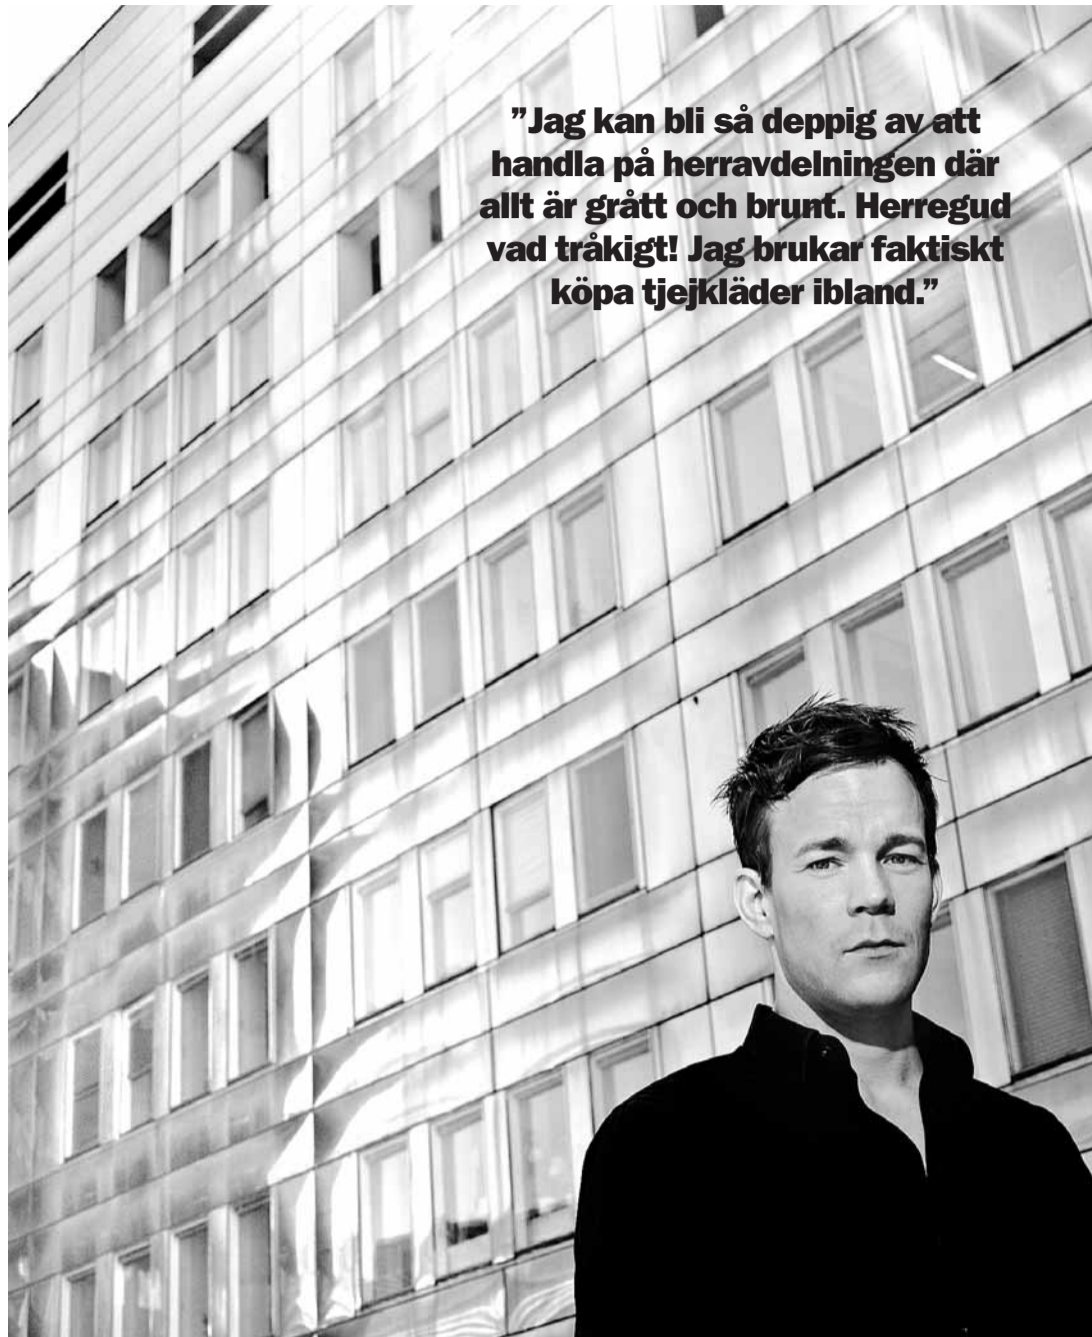 ”Jag kan bli så deppig av att
handla på herravdelningen där
allt är grått och brunt. Herregud
vad tråkigt! Jag brukar faktiskt
köpa tjejkläder ibland.”